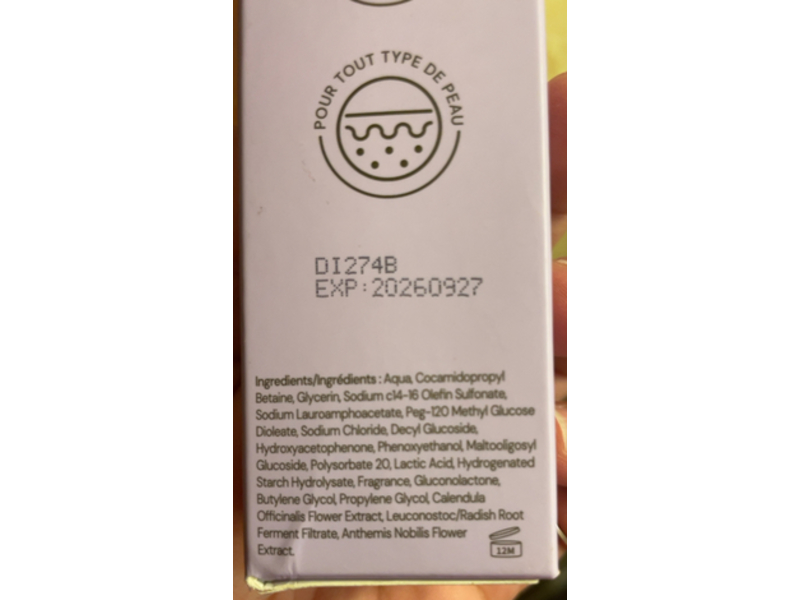 POUR TOUT TYPE DE PEAU
DI274B
EXP:20260927
Ingredients/Ingrédients : Aqua, Cocamidopropyl
Betaine, Glycerin, Sodium c14-16 Olefin Sulfonate,
Sodium Lauroamphoacetate, Peg-120 Methyl Glucose
Dioleate, Sodium Chloride, Decyl Glucoside,
Hydroxyacetophenone, Phenoxyethanol, Maltooligosyl
Glucoside, Polysorbate 20, Lactic Acid, Hydrogenated
Starch Hydrolysate, Fragrance, Gluconolactone,
Butylene Glycol, Propylene Glycol, Calendula
Officinalis Flower Extract, Leuconostoc/Radish Root
Ferment Filtrate, Anthemis Nobilis Flower
Extract.
12M